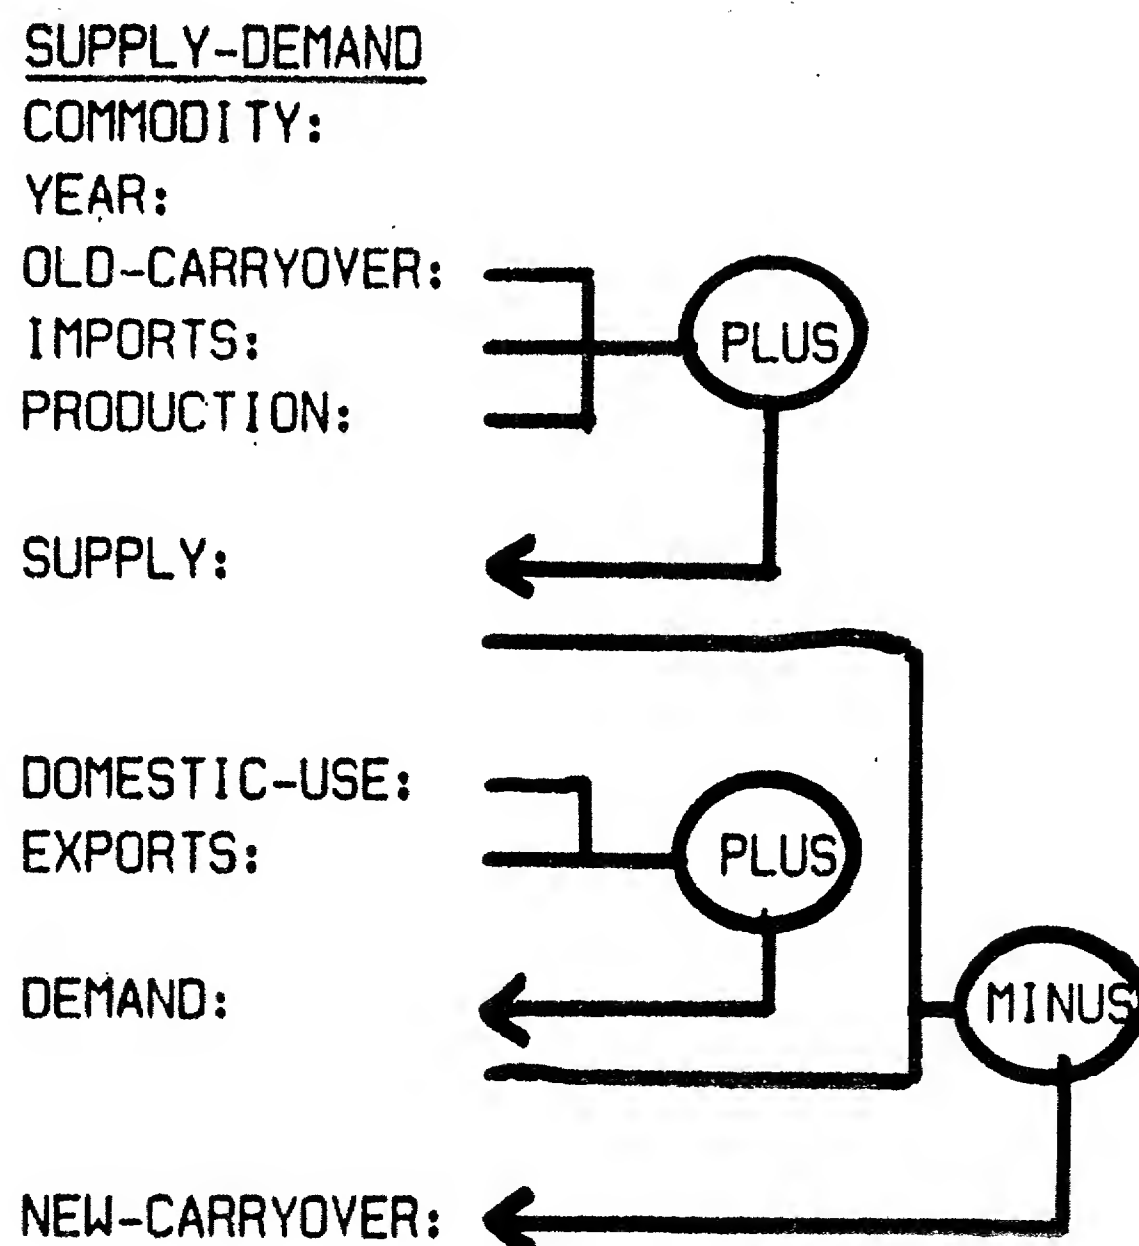 SUPPLY-DEMAND
COMMODITY:
YEAR:
OLD-CARRYOVER:
IMPORTS:
PLUS
PRODUCTION:
SUPPLY:
DOMESTIC-USE:
EXPORTS:
PLUS
DEMAND:
MINUS
NEW-CARRYOVER: